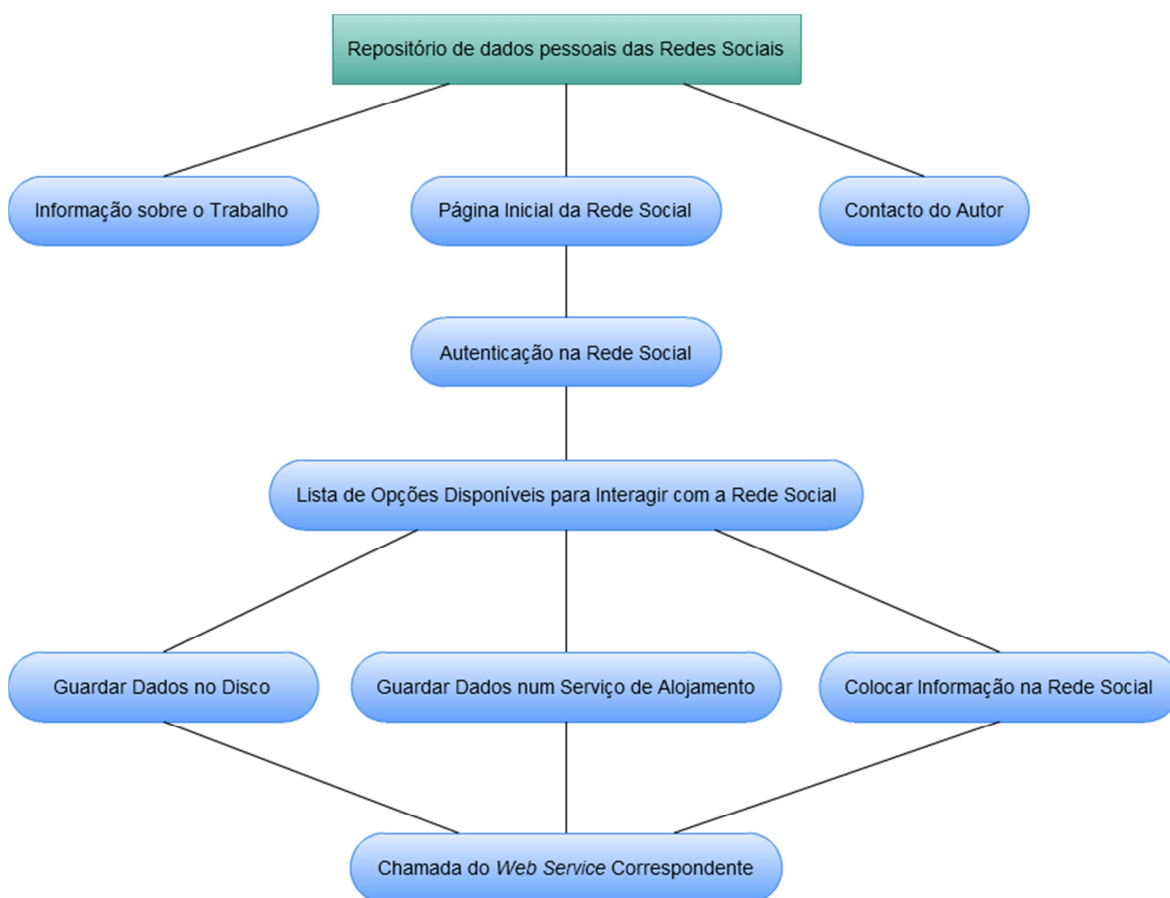 Repositório de dados pessoais das Redes Sociais
Informação sobre o Trabalho
Página Inicial da Rede Social
Contacto do Autor
Autenticação na Rede Social
Lista de Opções Disponíveis para Interagir com a Rede Social
Guardar Dados no Disco
Guardar Dados num Serviço de Alojamento
Colocar Informação na Rede Social
Chamada do Web Service Correspondente